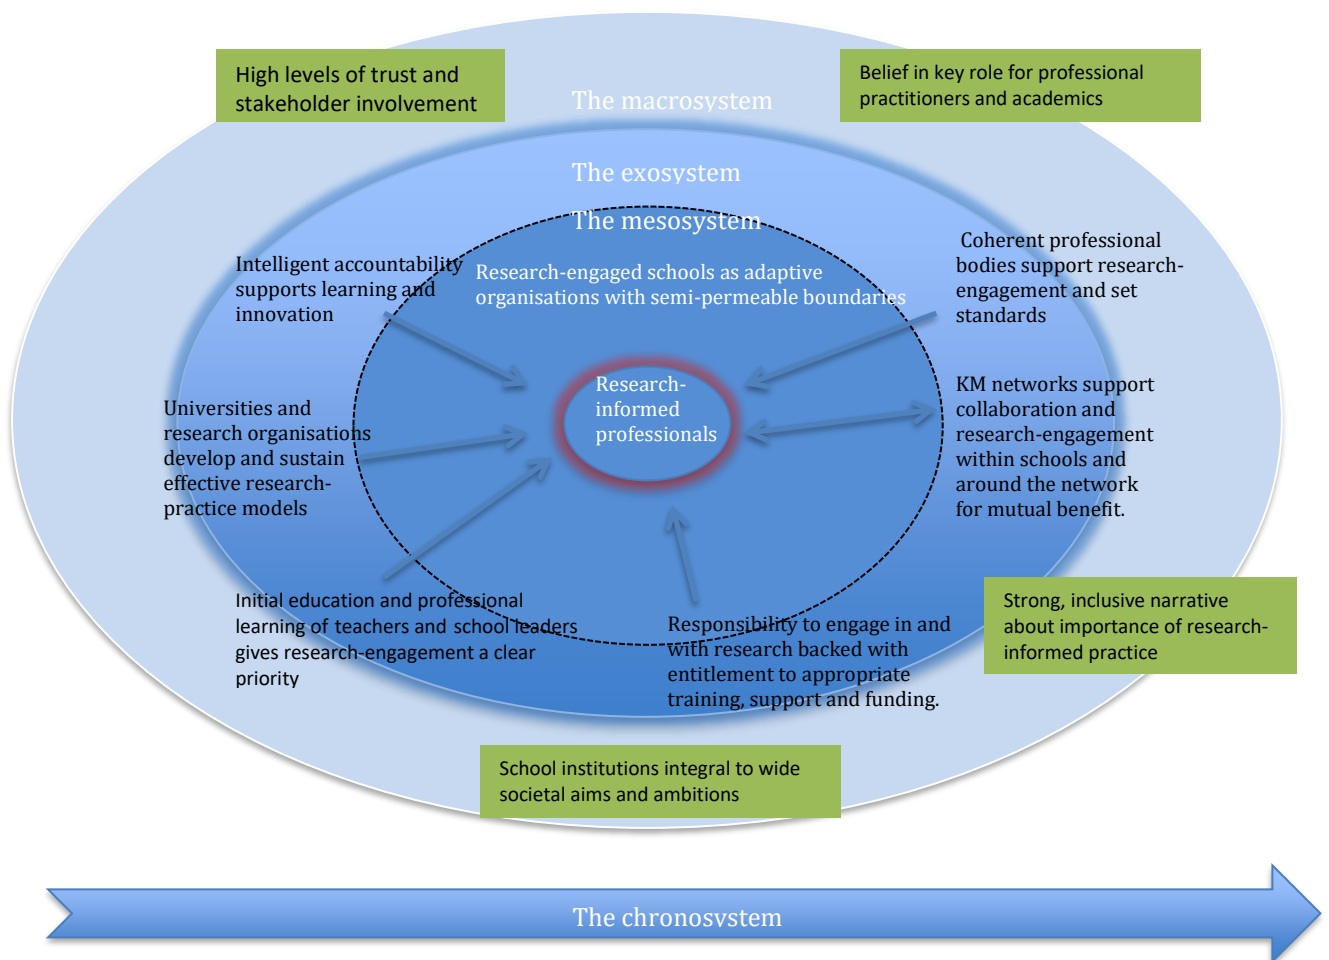 High levels of trust and
stakeholder involvement
Belief in key role for professional
practitioners and academics
The macrosystem
The exosystem
The mesosystem
Intelligent accountability
supports learning and
innovation
Research-engaged schools as adaptive
organisations with semi-permeable boundaries
Coherent professional
bodies support research-
engagement and set
standards
Research-
informed
professionals
Universities and
research organisations
develop and sustain
effective research-
practice models
KM networks support
collaboration and
research-engagement
within schools and
around the network
for mutual benefit.
Initial education and professional
learning of teachers and school leaders
gives research-engagement a clear
priority
Responsibility to engage in and
with research backed with
entitlement to appropriate
training, support and funding.
Strong, inclusive narrative
about importance of research-
informed practice
School institutions integral to wide
societal aims and ambitions
The chronosystem